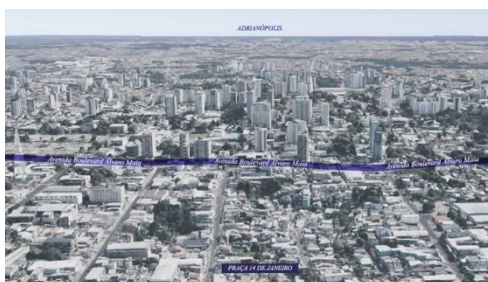 ADRIANÓPOLIS
Avenida Boulevard Álvaro Maia
Avenida Boulevard Álvaro Maia
Avenida Boulevard Álvaro Maia
PRAÇA 14 DE JANEIRO